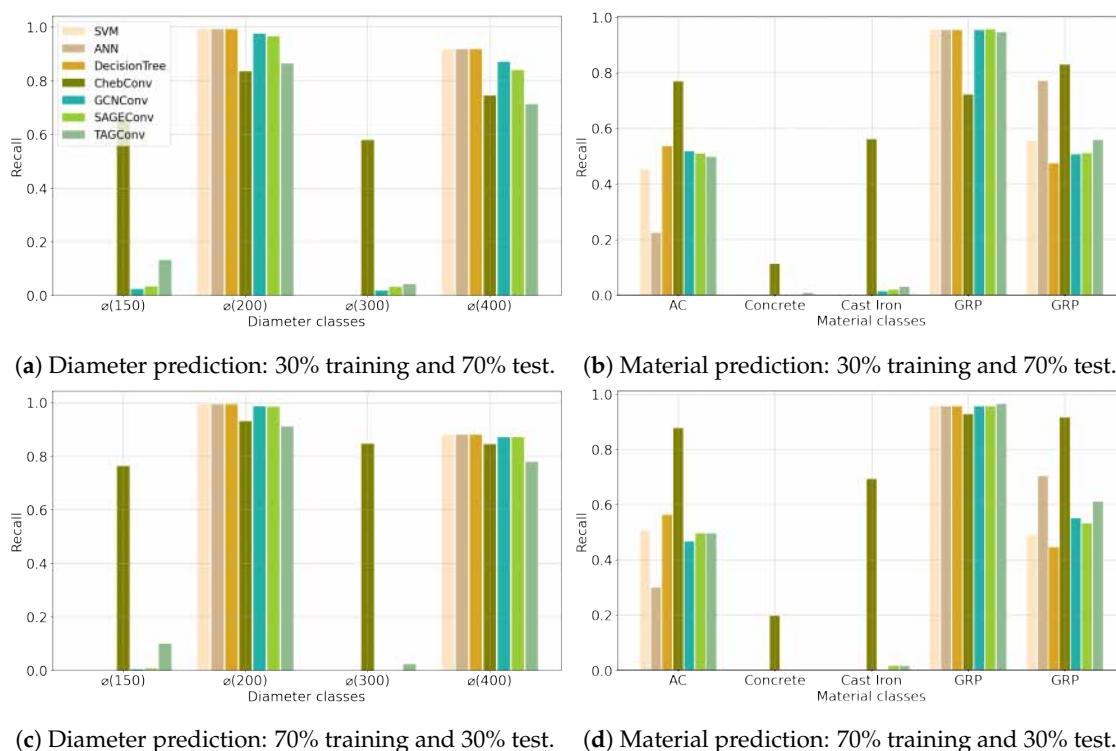 1.0
0.8
0.6
0.4
0.2
0.0
Recall
SVM
ANN
DecisionTree
ChebConv
GCNConv
SAGEConv
TAGConv
⌀(150) ⌀(200) ⌀(300) ⌀(400)
Diameter classes
1.0
0.8
0.6
0.4
0.2
0.0
Recall
AC Concrete Cast Iron GRP GRP
Material classes
(a) Diameter prediction: 30% training and 70% test.
(b) Material prediction: 30% training and 70% test.
1.0
0.8
0.6
0.4
0.2
0.0
Recall
⌀(150) ⌀(200) ⌀(300) ⌀(400)
Diameter classes
1.0
0.8
0.6
0.4
0.2
0.0
Recall
AC Concrete Cast Iron GRP GRP
Material classes
(c) Diameter prediction: 70% training and 30% test.
(d) Material prediction: 70% training and 30% test.